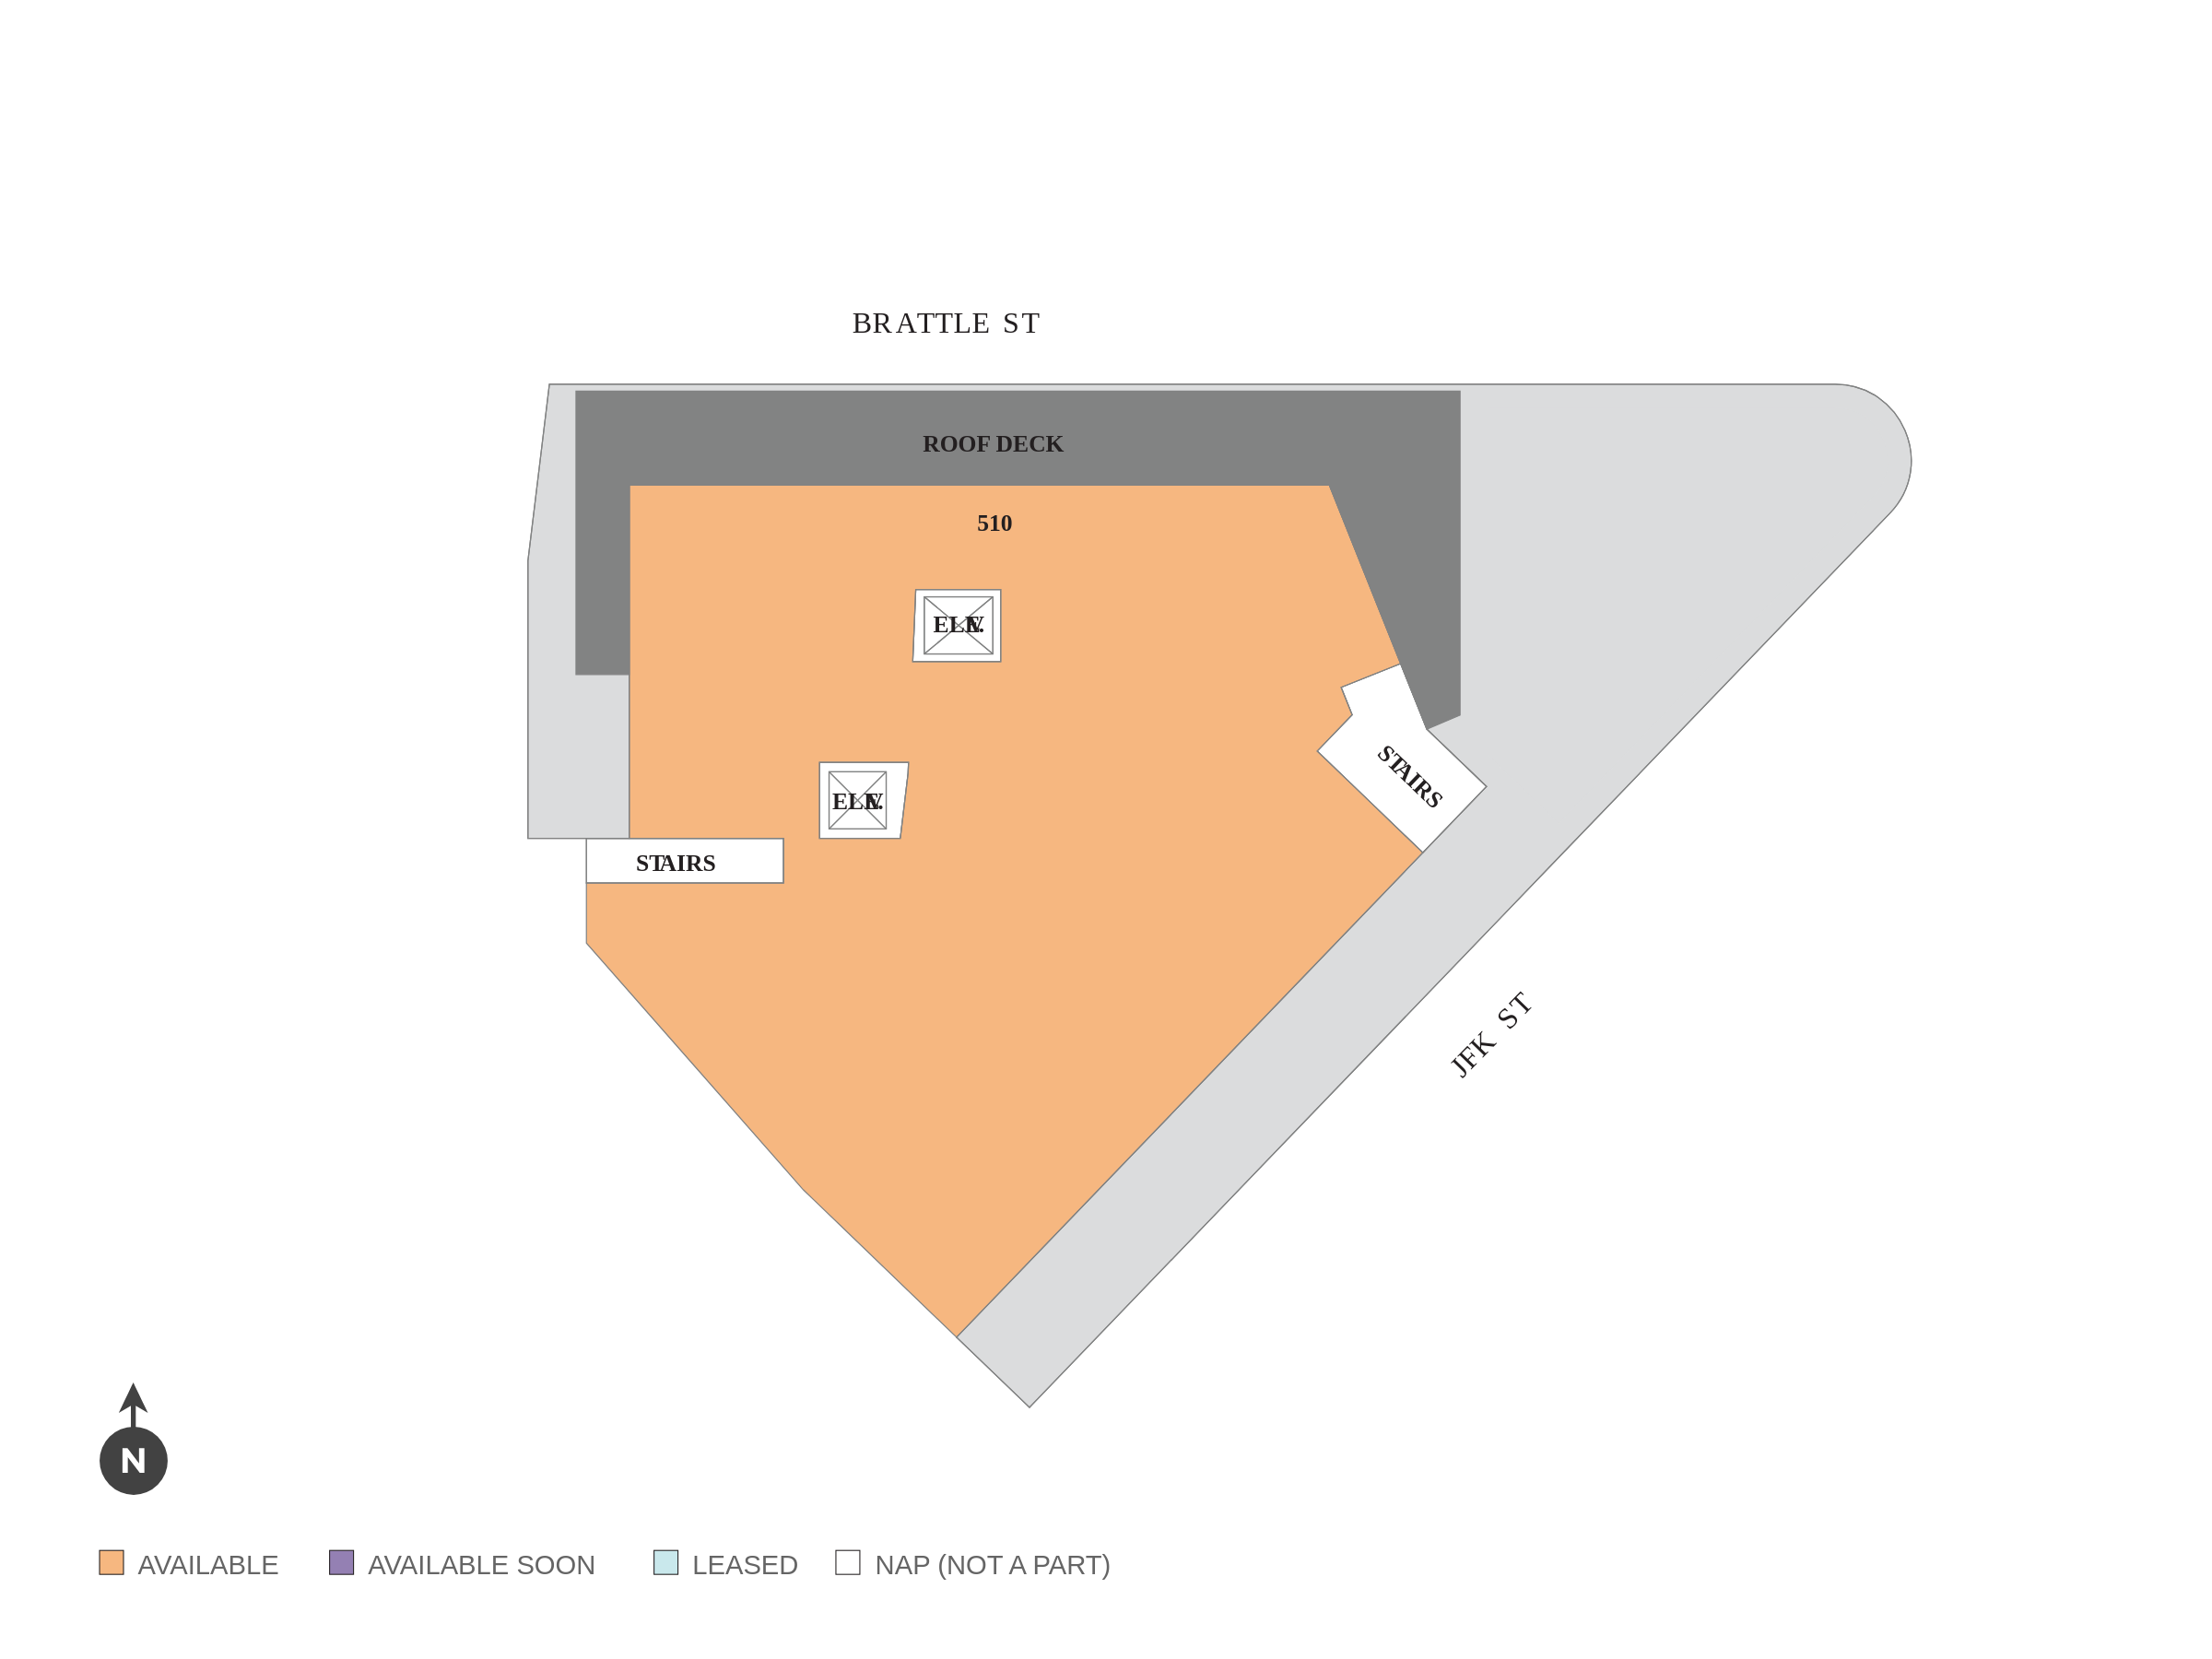 BRATTLE ST
ROOF DECK
510
ELEV.
ELEV.
STAIRS
STAIRS
JFK ST
N
AVAILABLE
AVAILABLE SOON
LEASED
NAP (NOT A PART)